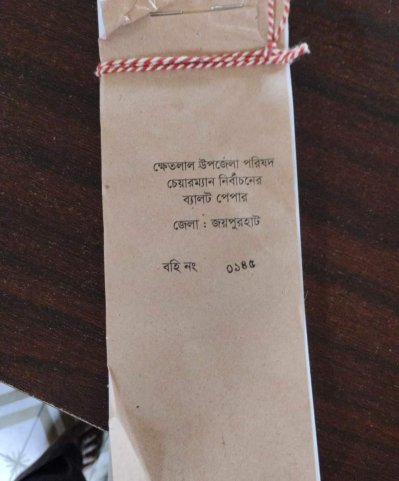 ক্ষেতলাল উপজেলা পরিষদ
চেয়ারম্যান নির্বাচনের
ব্যালট পেপার
জেলা : জয়পুরহাট
বহি নং ০১৪৫